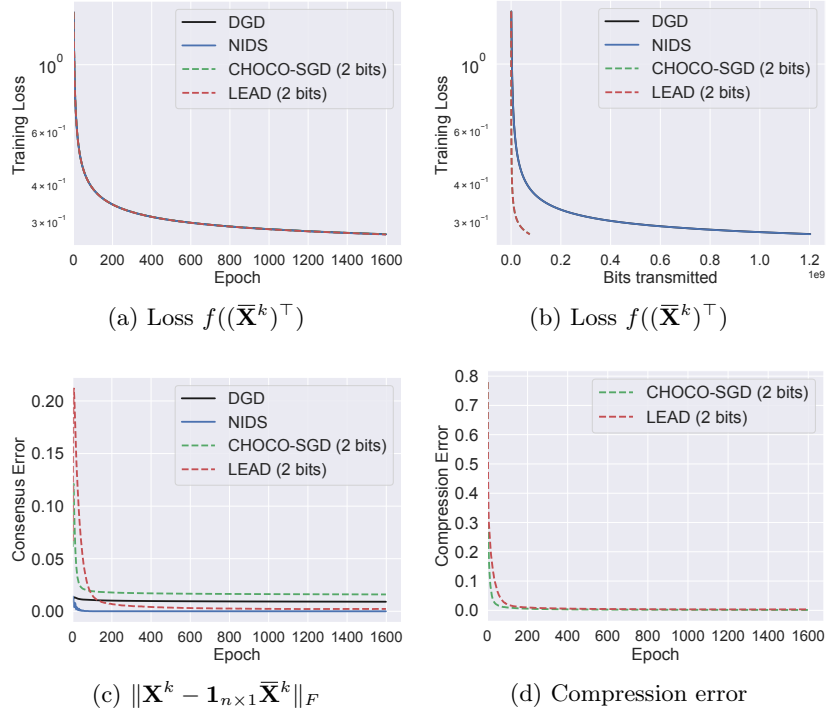 DGD
NIDS
CHOCO-SGD (2 bits)
LEAD (2 bits)
10⁰
6 × 10⁻¹
4 × 10⁻¹
3 × 10⁻¹
Training Loss
0 200 400 600 800 1000 1200 1400 1600
Epoch
(a) Loss f((X̅ᵏ)ᵀ)
DGD
NIDS
CHOCO-SGD (2 bits)
LEAD (2 bits)
10⁰
6 × 10⁻¹
4 × 10⁻¹
3 × 10⁻¹
Training Loss
0.0 0.2 0.4 0.6 0.8 1.0 1.2
1e9
Bits transmitted
(b) Loss f((X̅ᵏ)ᵀ)
DGD
NIDS
CHOCO-SGD (2 bits)
LEAD (2 bits)
0.20
0.15
0.10
0.05
0.00
Consensus Error
0 200 400 600 800 1000 1200 1400 1600
Epoch
(c) ‖Xᵏ − 1ₙₓ₁X̅ᵏ‖F
CHOCO-SGD (2 bits)
LEAD (2 bits)
0.8
0.7
0.6
0.5
0.4
0.3
0.2
0.1
0.0
Compression Error
0 200 400 600 800 1000 1200 1400 1600
Epoch
(d) Compression error